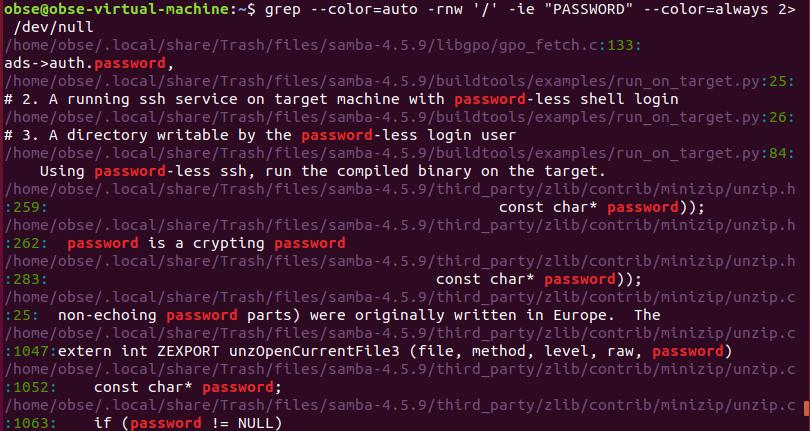 obse@obse-virtual-machine:~$ grep --color=auto -rnw '/' -ie "PASSWORD" --color=always 2>
 /dev/null
/home/obse/.local/share/Trash/files/samba-4.5.9/libgpo/gpo_fetch.c:133:
ads->auth.password,
/home/obse/.local/share/Trash/files/samba-4.5.9/buildtools/examples/run_on_target.py:25:
# 2. A running ssh service on target machine with password-less shell login
/home/obse/.local/share/Trash/files/samba-4.5.9/buildtools/examples/run_on_target.py:26:
# 3. A directory writable by the password-less login user
/home/obse/.local/share/Trash/files/samba-4.5.9/buildtools/examples/run_on_target.py:84:
    Using password-less ssh, run the compiled binary on the target.
/home/obse/.local/share/Trash/files/samba-4.5.9/third_party/zlib/contrib/minizip/unzip.h
:259:                                                  const char* password));
/home/obse/.local/share/Trash/files/samba-4.5.9/third_party/zlib/contrib/minizip/unzip.h
:262:  password is a crypting password
/home/obse/.local/share/Trash/files/samba-4.5.9/third_party/zlib/contrib/minizip/unzip.h
:283:                                           const char* password));
/home/obse/.local/share/Trash/files/samba-4.5.9/third_party/zlib/contrib/minizip/unzip.c
:25:  non-echoing password parts) were originally written in Europe.  The
/home/obse/.local/share/Trash/files/samba-4.5.9/third_party/zlib/contrib/minizip/unzip.c
:1047:extern int ZEXPORT unzOpenCurrentFile3 (file, method, level, raw, password)
/home/obse/.local/share/Trash/files/samba-4.5.9/third_party/zlib/contrib/minizip/unzip.c
:1052:    const char* password;
/home/obse/.local/share/Trash/files/samba-4.5.9/third_party/zlib/contrib/minizip/unzip.c
:1063:    if (password != NULL)